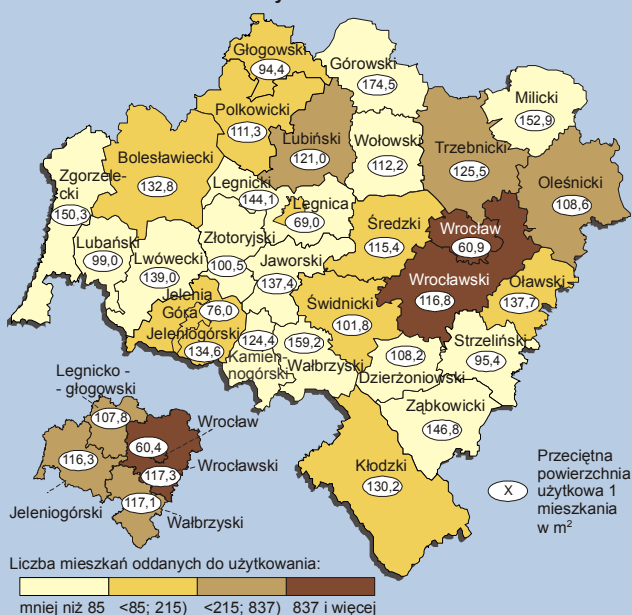 Głogowski
94,4
Górowski
174,5
Milicki
152,9
Polkowicki
111,3
Lubiński
121,0
Wołowski
112,2
Trzebnicki
125,5
Oleśnicki
108,6
Zgorzele-
cki
150,3
Bolesławiecki
132,8
Legnicki
144,1
Legnica
69,0
Średzki
115,4
Wrocław
60,9
Lubański
99,0
Lwówecki
139,0
Złotoryjski
100,5
Jaworski
137,4
Wrocławski
116,8
Oławski
137,7
Jelenia
Góra
76,0
Jeleniogórski
134,6
Kamien-
nogórski
124,4
Wałbrzyski
159,2
Świdnicki
101,8
Dzierżoniowski
108,2
Strzeliński
95,4
Ząbkowicki
146,8
Kłodzki
130,2
Legnicko -
- głogowski
107,8
Wrocław
60,4
Wrocławski
117,3
116,3
Jeleniogórski
117,1
Wałbrzyski
X
Przeciętna
powierzchnia
użytkowa 1
mieszkania
w m²
Liczba mieszkań oddanych do użytkowania:
mniej niż 85 <85; 215) <215; 837) 837 i więcej